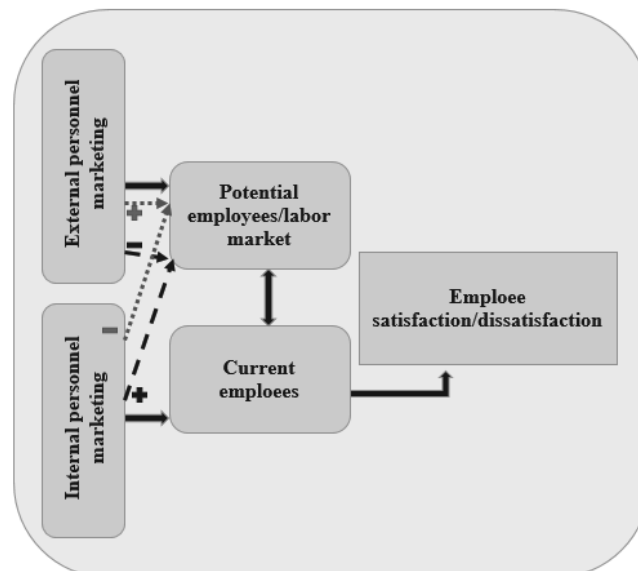 External personnel
marketing
+
−
Potential
employees/labor
market
Emploee
satisfaction/dissatisfaction
−
+
Current
emploees
Internal personnel
marketing